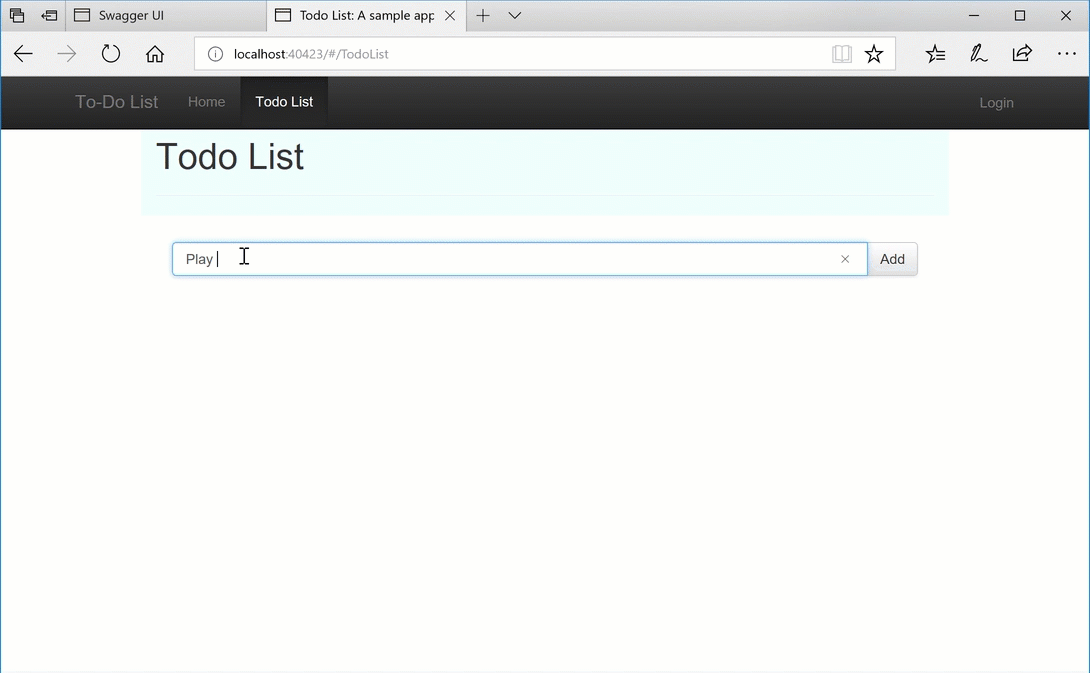 Swagger UI
Todo List: A sample app
localhost:40423/#/TodoList
To-Do List Home Todo List Login
Todo List
Play
Add